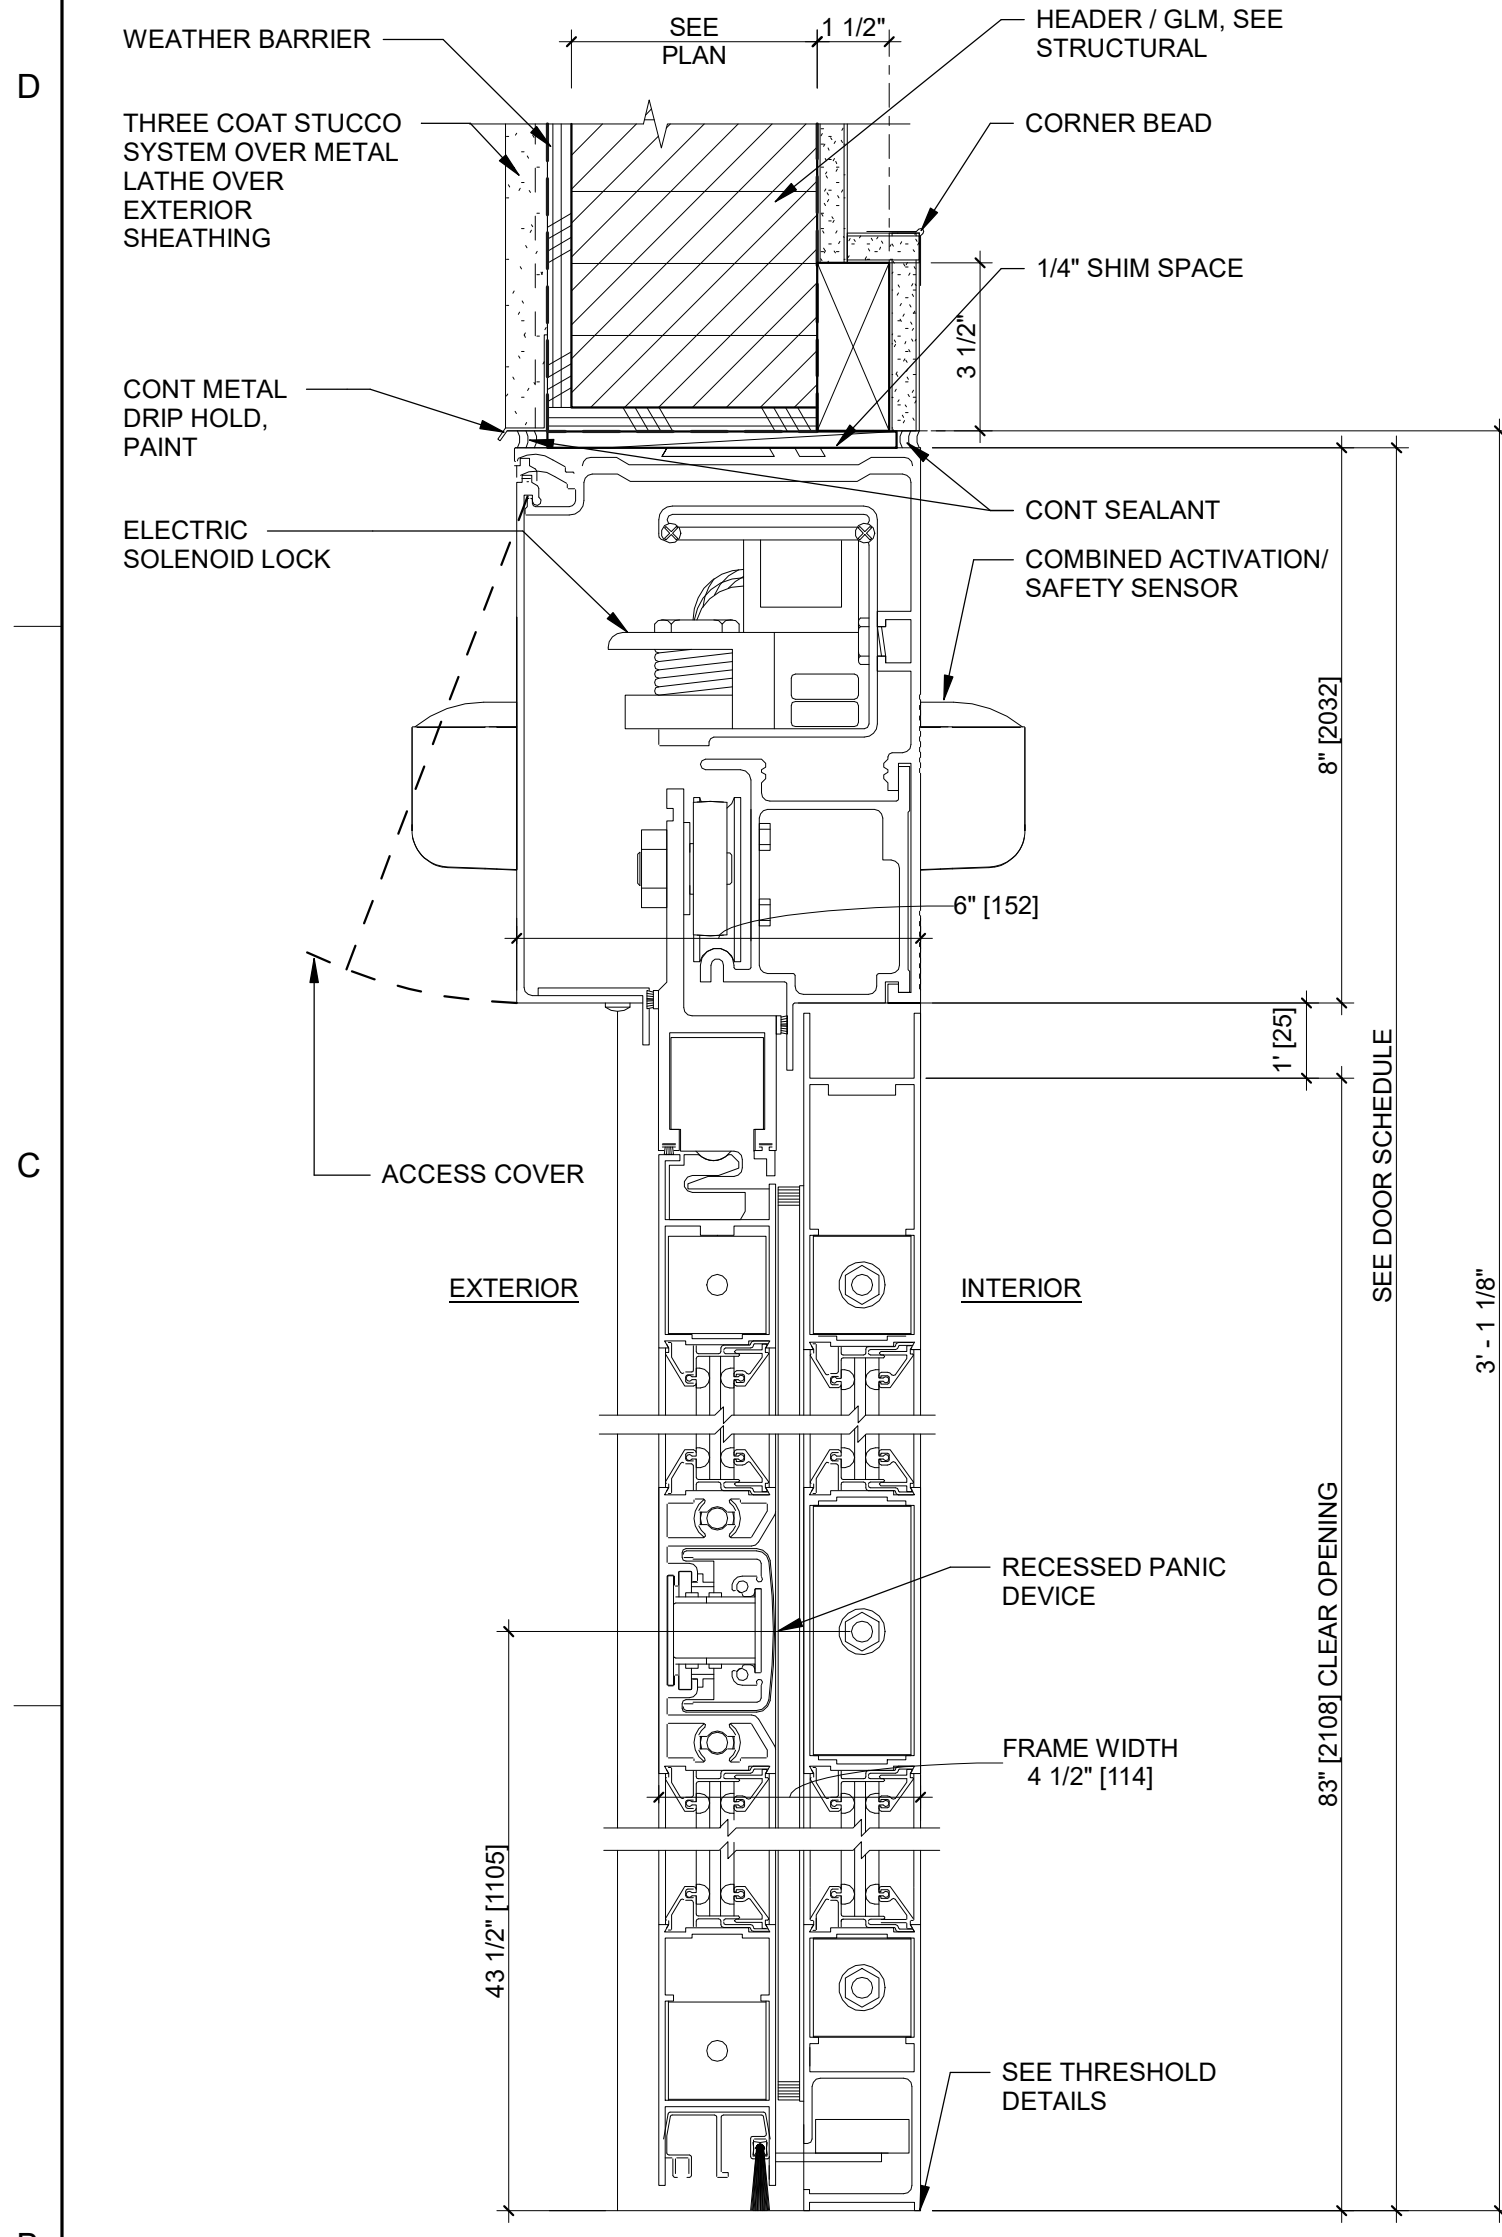 D
WEATHER BARRIER
SEE
PLAN
1 1/2"
HEADER / GLM, SEE
STRUCTURAL
THREE COAT STUCCO
SYSTEM OVER METAL
LATHE OVER
EXTERIOR
SHEATHING
CORNER BEAD
1/4" SHIM SPACE
3 1/2"
CONT METAL
DRIP HOLD,
PAINT
CONT SEALANT
ELECTRIC
SOLENOID LOCK
COMBINED ACTIVATION/
SAFETY SENSOR
8" [2032]
6" [152]
1' [25]
SEE DOOR SCHEDULE
C
ACCESS COVER
EXTERIOR
INTERIOR
3' - 1 1/8"
RECESSED PANIC
DEVICE
83" [2108] CLEAR OPENING
FRAME WIDTH
4 1/2" [114]
43 1/2" [1105]
SEE THRESHOLD
DETAILS